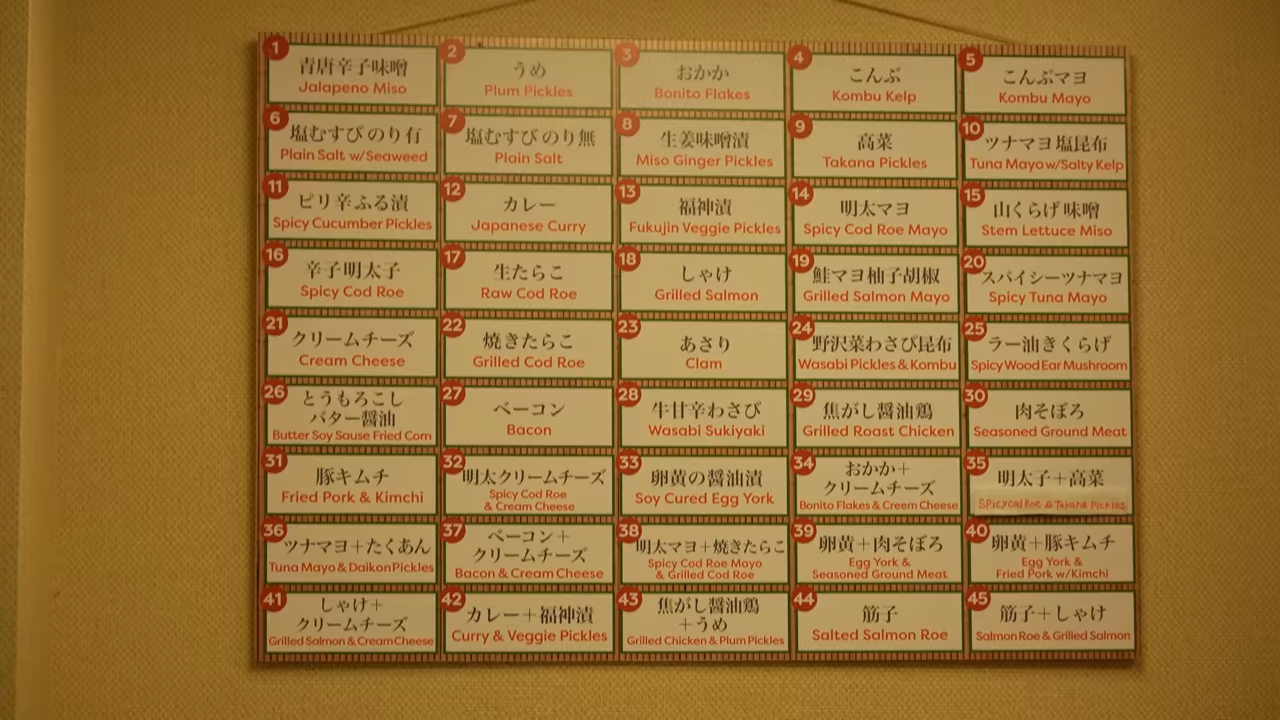 1
青唐辛子味噌
Jalapeno Miso
2
うめ
Plum Pickles
3
おかか
Bonito Flakes
4
こんぶ
Kombu Kelp
5
こんぶマヨ
Kombu Mayo
6
塩むすび のり有
Plain Salt w/Seaweed
7
塩むすび のり無
Plain Salt
8
生姜味噌漬
Miso Ginger Pickles
9
高菜
Takana Pickles
10
ツナマヨ 塩昆布
Tuna Mayo w/Salty Kelp
11
ピリ辛 ふる漬
Spicy Cucumber Pickles
12
カレー
Japanese Curry
13
福神漬
Fukujin Veggie Pickles
14
明太マヨ
Spicy Cod Roe Mayo
15
山くらげ 味噌
Stem Lettuce Miso
16
辛子明太子
Spicy Cod Roe
17
生たらこ
Raw Cod Roe
18
しゃけ
Grilled Salmon
19
鮭マヨ柚子胡椒
Grilled Salmon Mayo
20
スパイシーツナマヨ
Spicy Tuna Mayo
21
クリームチーズ
Cream Cheese
22
焼きたらこ
Grilled Cod Roe
23
あさり
Clam
24
野沢菜わさび昆布
Wasabi Pickles & Kombu
25
ラー油きくらげ
Spicy Wood Ear Mushroom
26
とうもろこし
バター醤油
Butter Soy Sause Fried Corn
27
ベーコン
Bacon
28
牛甘辛わさび
Wasabi Sukiyaki
29
焦がし醤油鶏
Grilled Roast Chicken
30
肉そぼろ
Seasoned Ground Meat
31
豚キムチ
Fried Pork & Kimchi
32
明太クリームチーズ
Spicy Cod Roe
& Cream Cheese
33
卵黄の醤油漬
Soy Cured Egg York
34
おかか＋
クリームチーズ
Bonito Flakes & Creem Cheese
35
明太子＋高菜
Spicy cod Roe & Takana Pickles
36
ツナマヨ＋たくあん
Tuna Mayo & Daikon Pickles
37
ベーコン＋
クリームチーズ
Bacon & Cream Cheese
38
明太マヨ＋焼きたらこ
Spicy Cod Roe Mayo
& Grilled Cod Roe
39
卵黄＋肉そぼろ
Egg York &
Seasoned Ground Meat
40
卵黄＋豚キムチ
Egg York &
Fried Pork w/Kimchi
41
しゃけ＋
クリームチーズ
Grilled Salmon & Cream Cheese
42
カレー＋福神漬
Curry & Veggie Pickles
43
焦がし醤油鶏
＋うめ
Grilled Chicken & Plum Pickles
44
筋子
Salted Salmon Roe
45
筋子＋しゃけ
Salmon Roe & Grilled Salmon